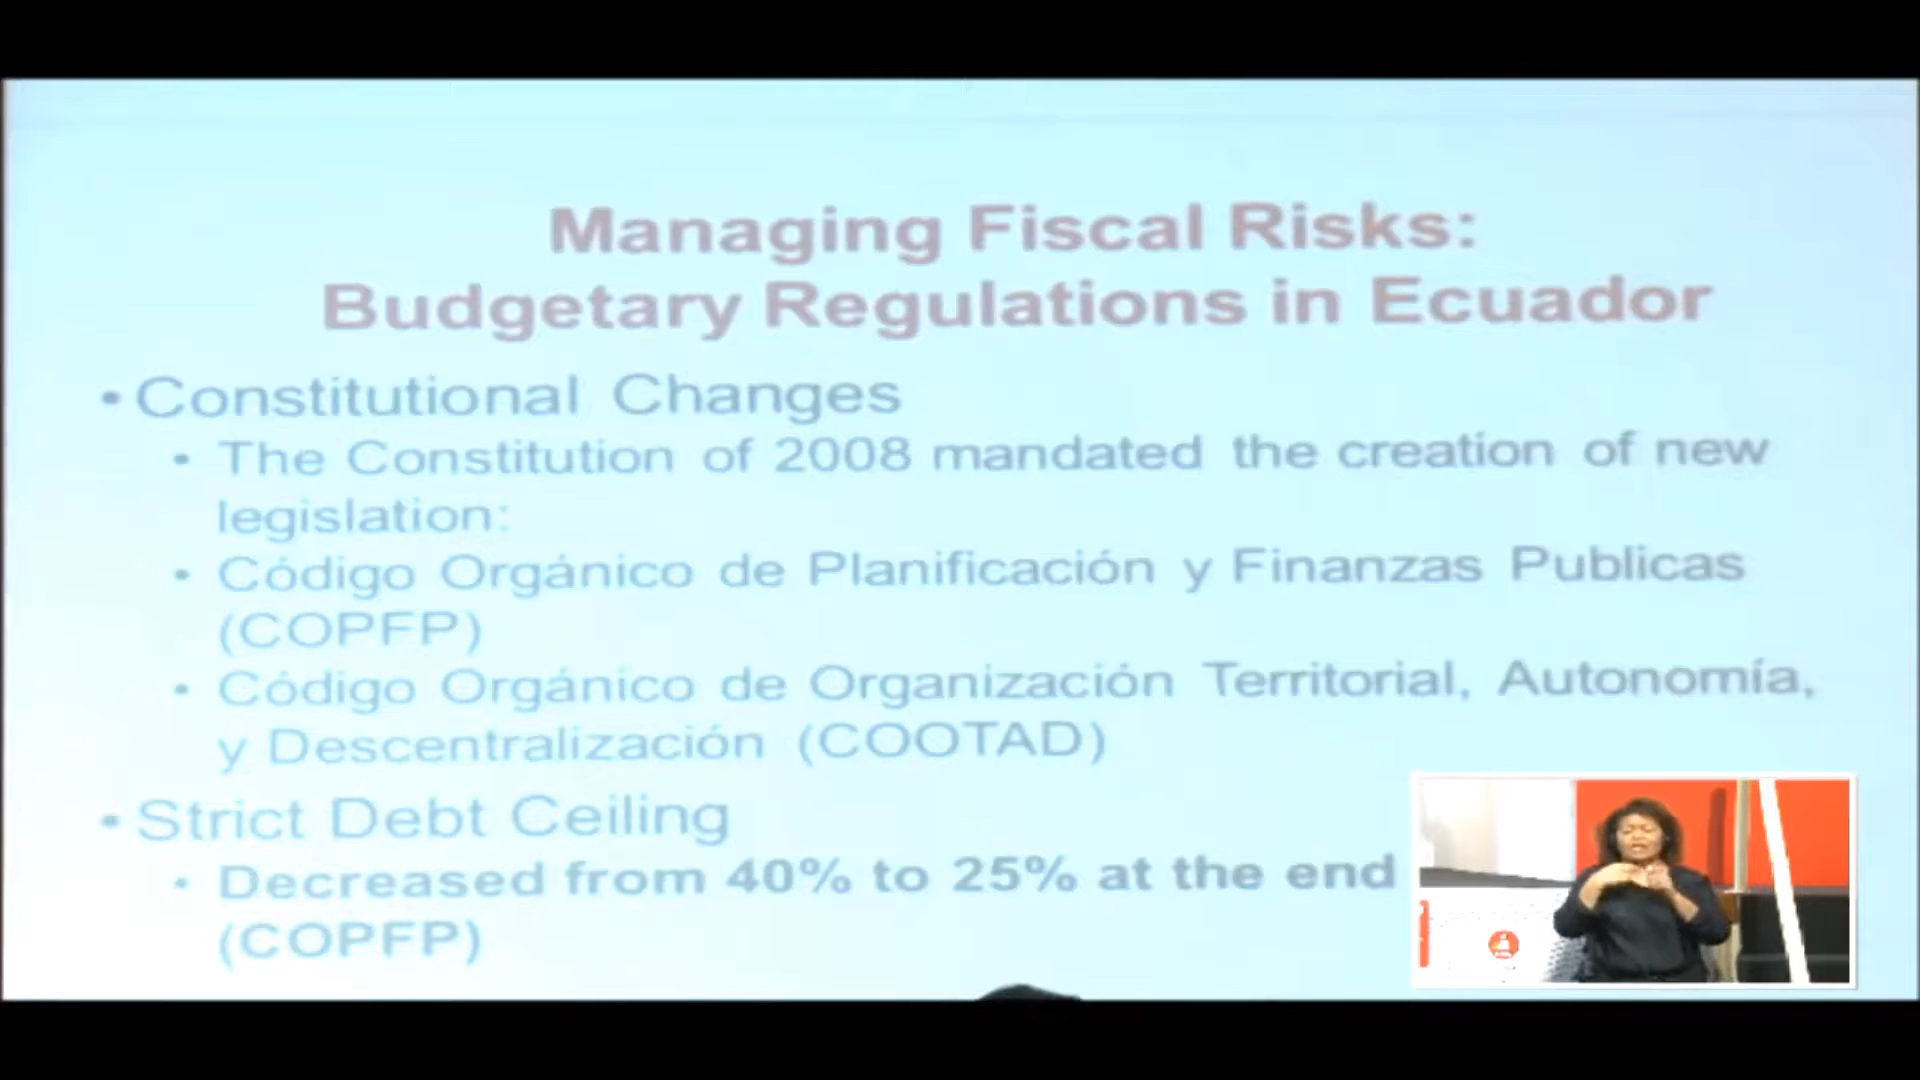 Managing Fiscal Risks:
Budgetary Regulations in Ecuador
• Constitutional Changes
• The Constitution of 2008 mandated the creation of new
legislation:
• Código Orgánico de Planificación y Finanzas Publicas
(COPFP)
• Código Orgánico de Organización Territorial, Autonomía,
y Descentralización (COOTAD)
• Strict Debt Ceiling
• Decreased from 40% to 25% at the end
(COPFP)